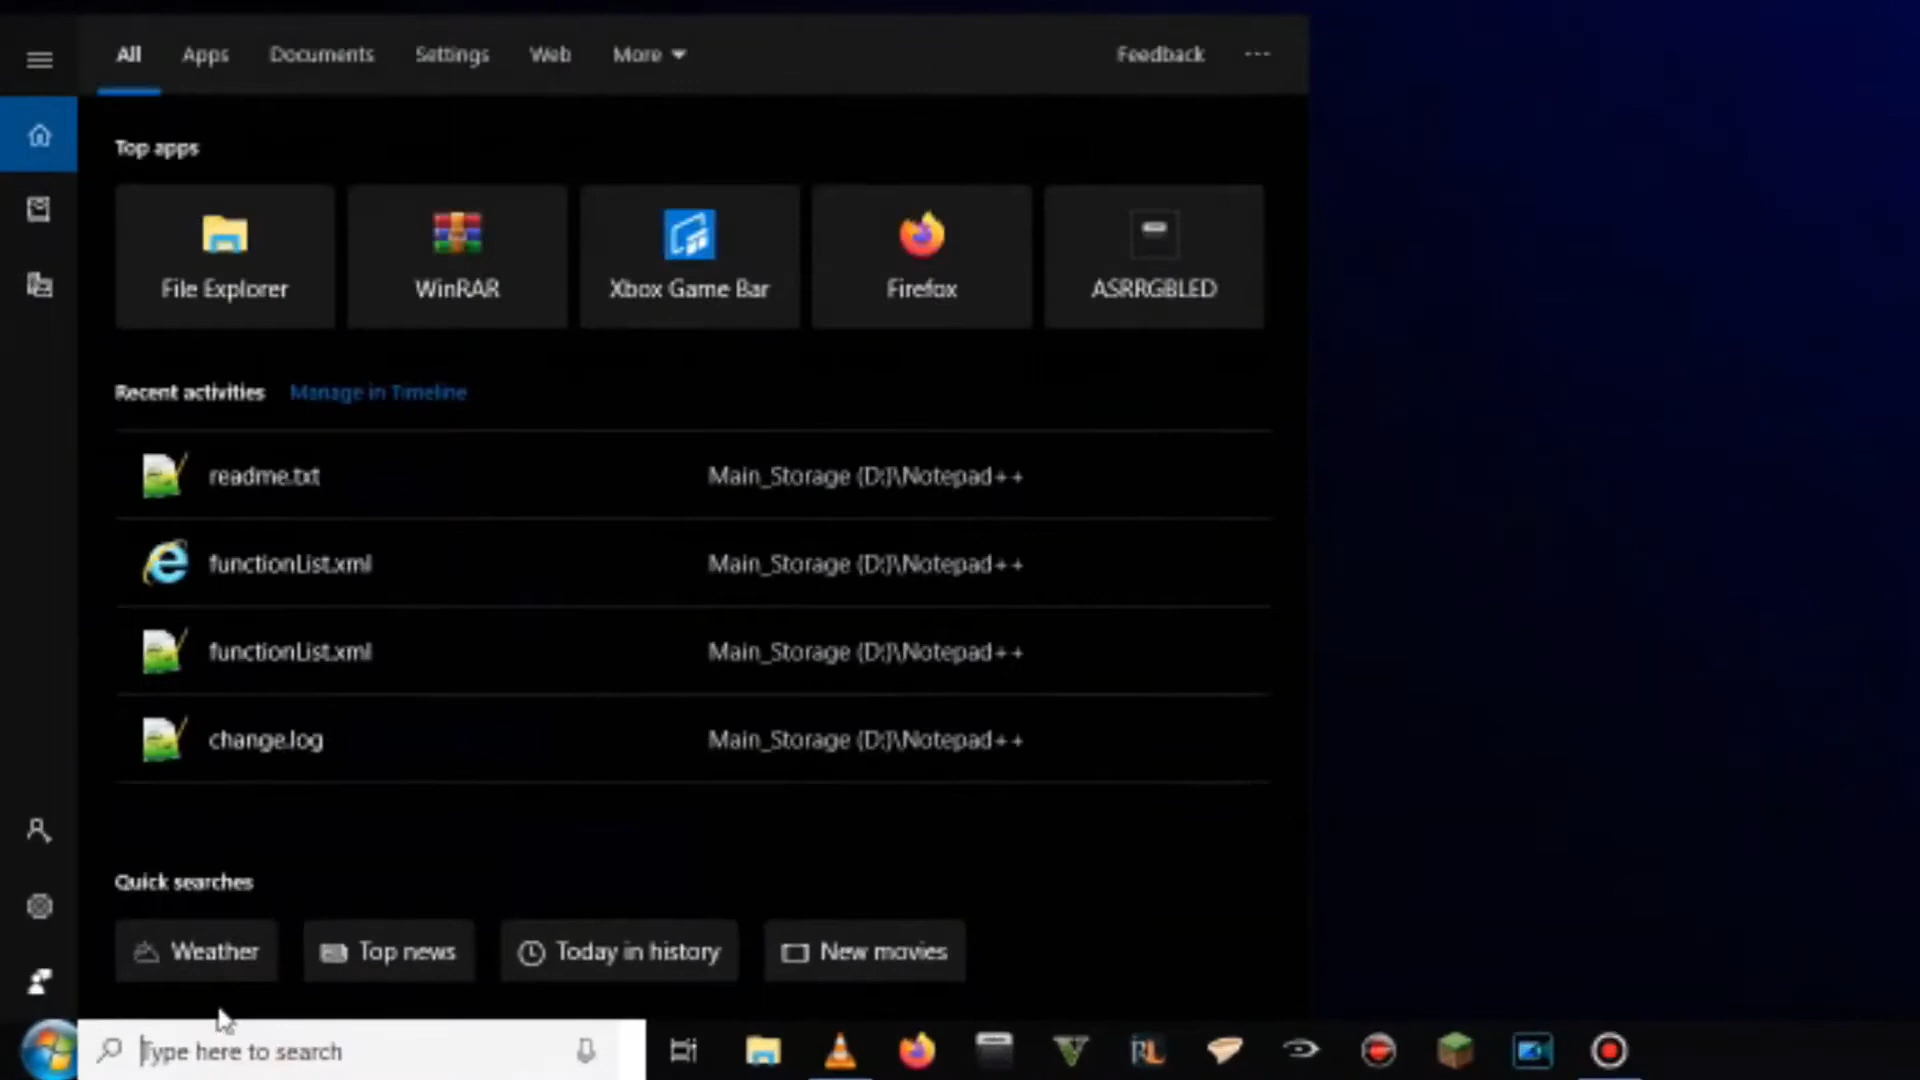 All Apps Documents Settings Web More Feedback
Top apps
File Explorer WinRAR Xbox Game Bar Firefox ASRRGBLED
Recent activities Manage in Timeline
readme.txt Main_Storage (D:)\Notepad++
functionList.xml Main_Storage (D:)\Notepad++
functionList.xml Main_Storage (D:)\Notepad++
change.log Main_Storage (D:)\Notepad++
Quick searches
Weather Top news Today in history New movies
Type here to search
V RL